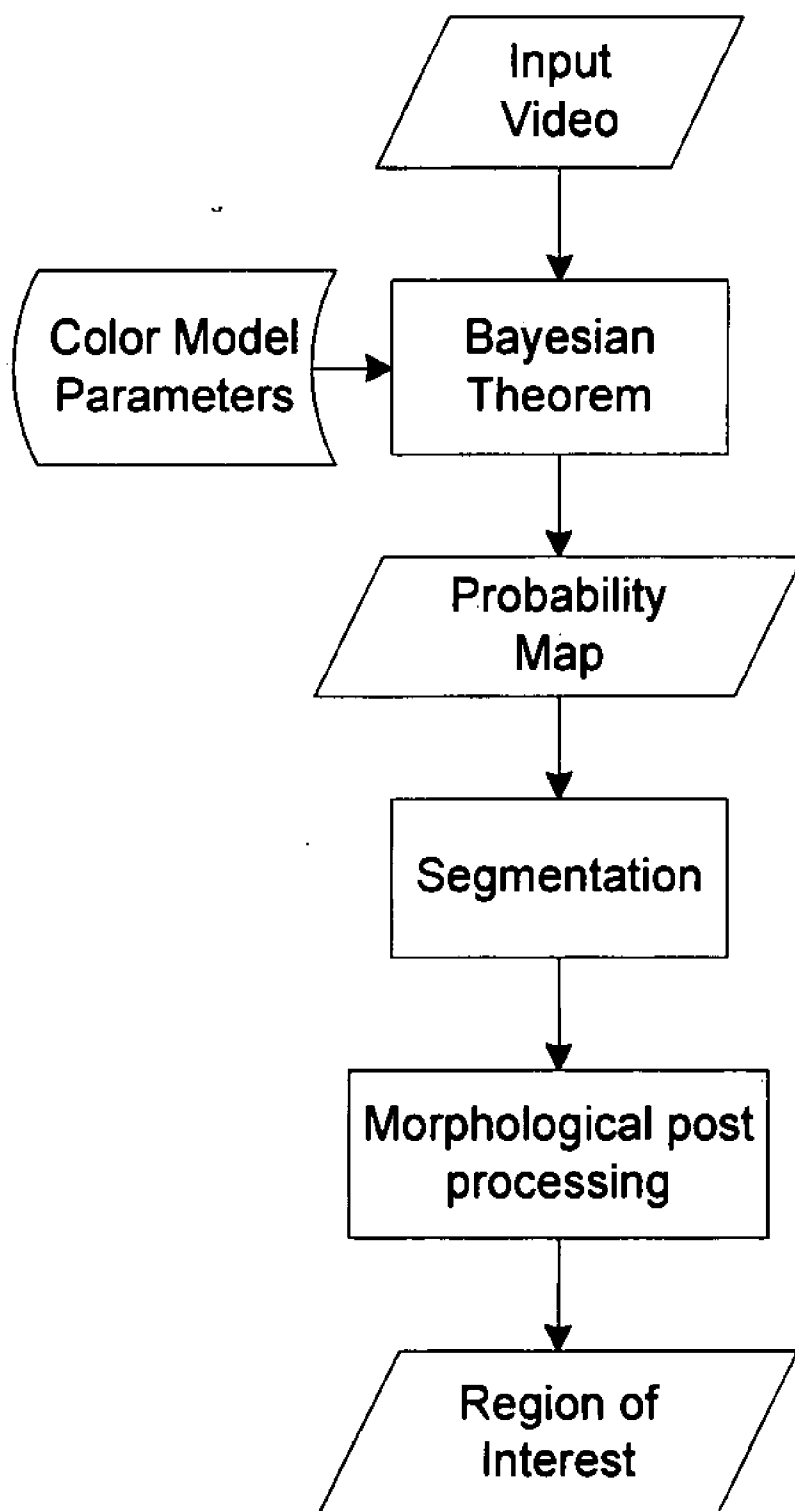 Input
Video
Color Model
Parameters
Bayesian
Theorem
Probability
Map
Segmentation
Morphological post
processing
Region of
Interest